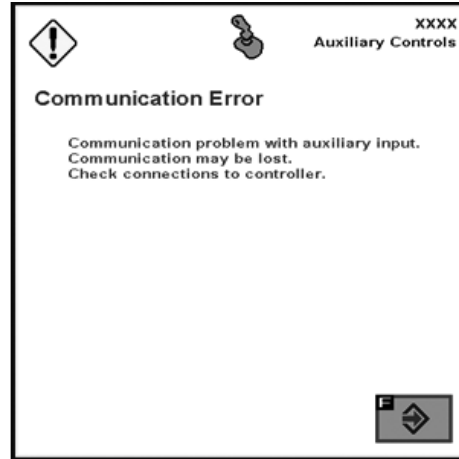 XXXX
Auxiliary Controls
Communication Error
Communication problem with auxiliary input.
Communication may be lost.
Check connections to controller.
F